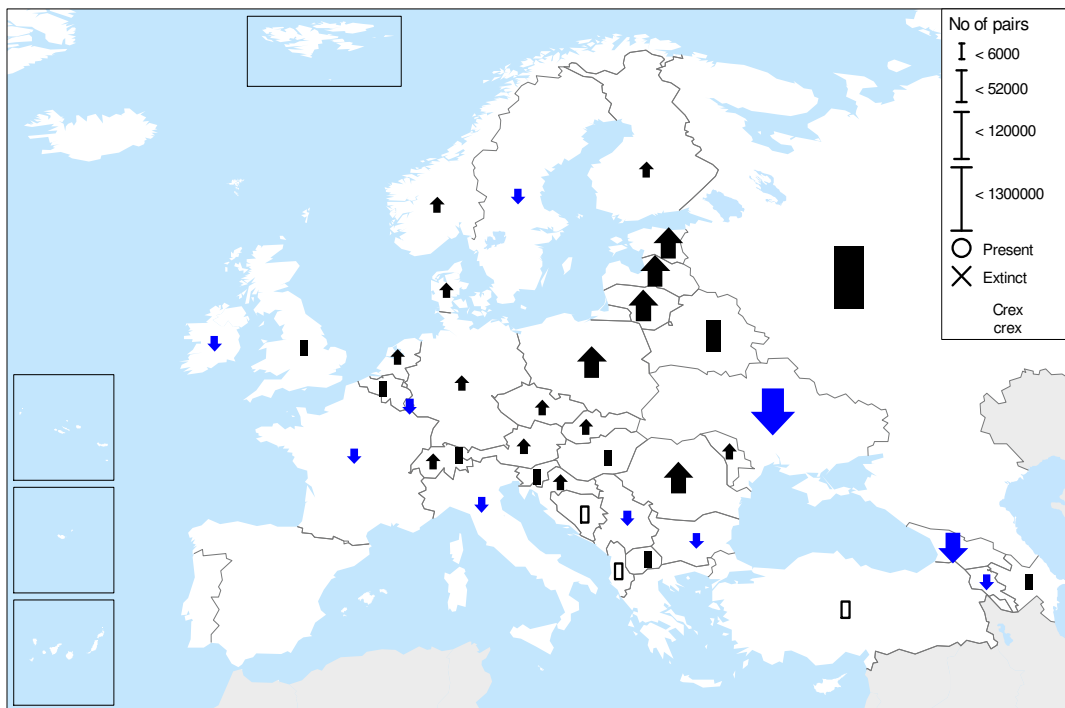 No of pairs
< 6000
< 52000
< 120000
< 1300000
Present
Extinct
Crex
crex